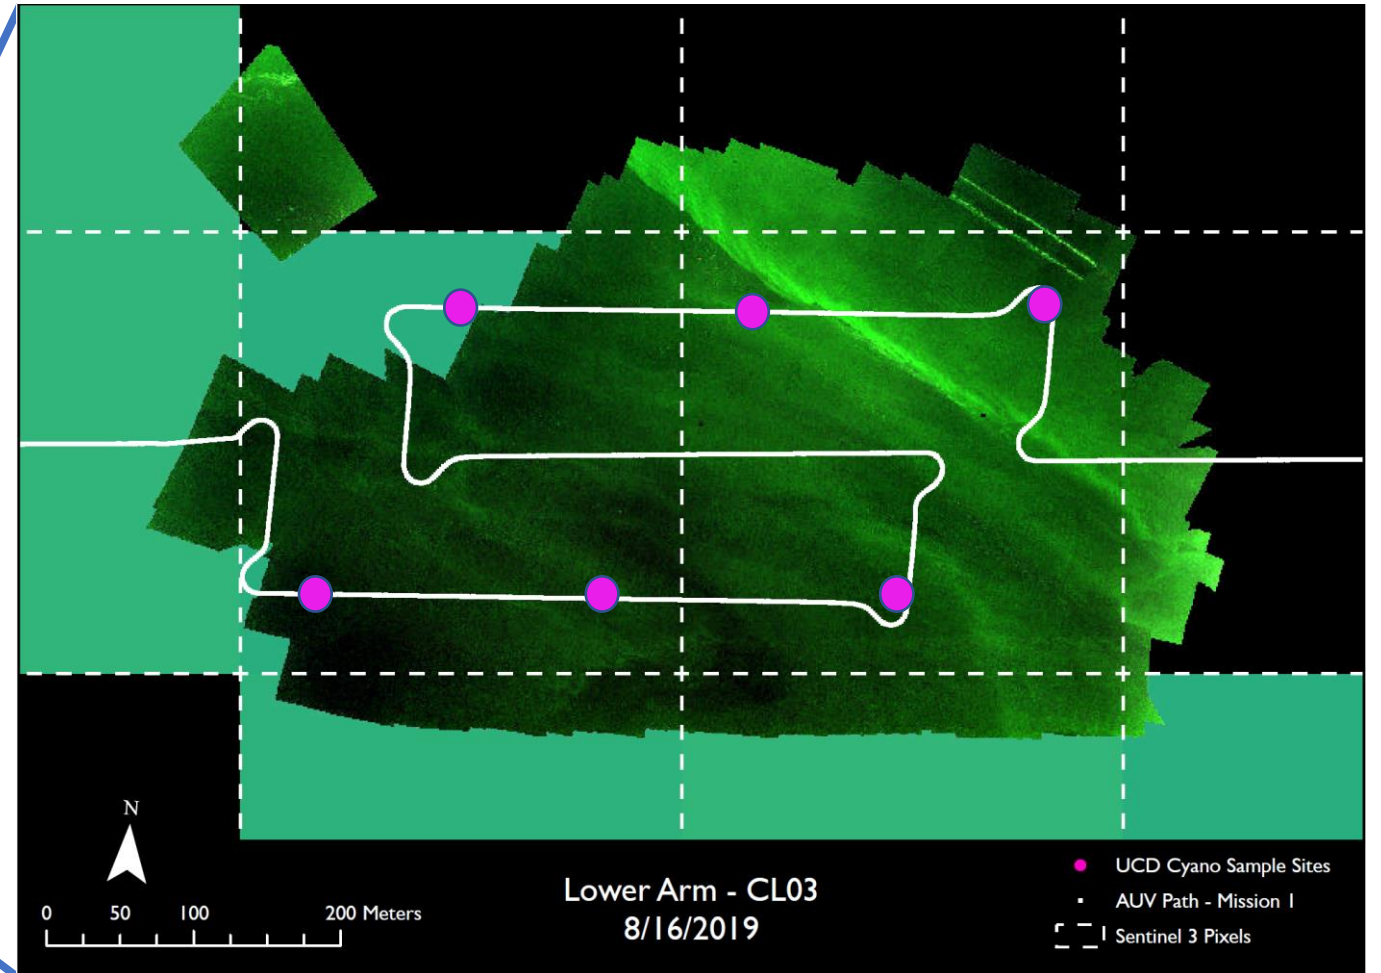 N
0 50 100 200 Meters
Lower Arm - CL03
8/16/2019
UCD Cyano Sample Sites
AUV Path - Mission 1
Sentinel 3 Pixels